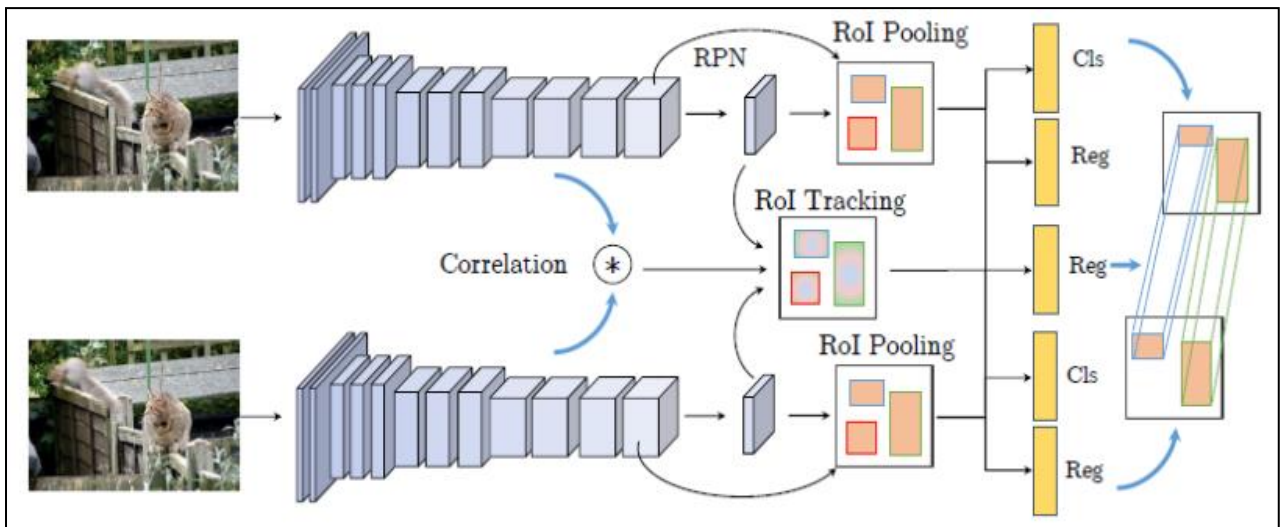 RoI Pooling
RPN
Cls
Reg
RoI Tracking
Correlation
*
Reg
RoI Pooling
Cls
Reg